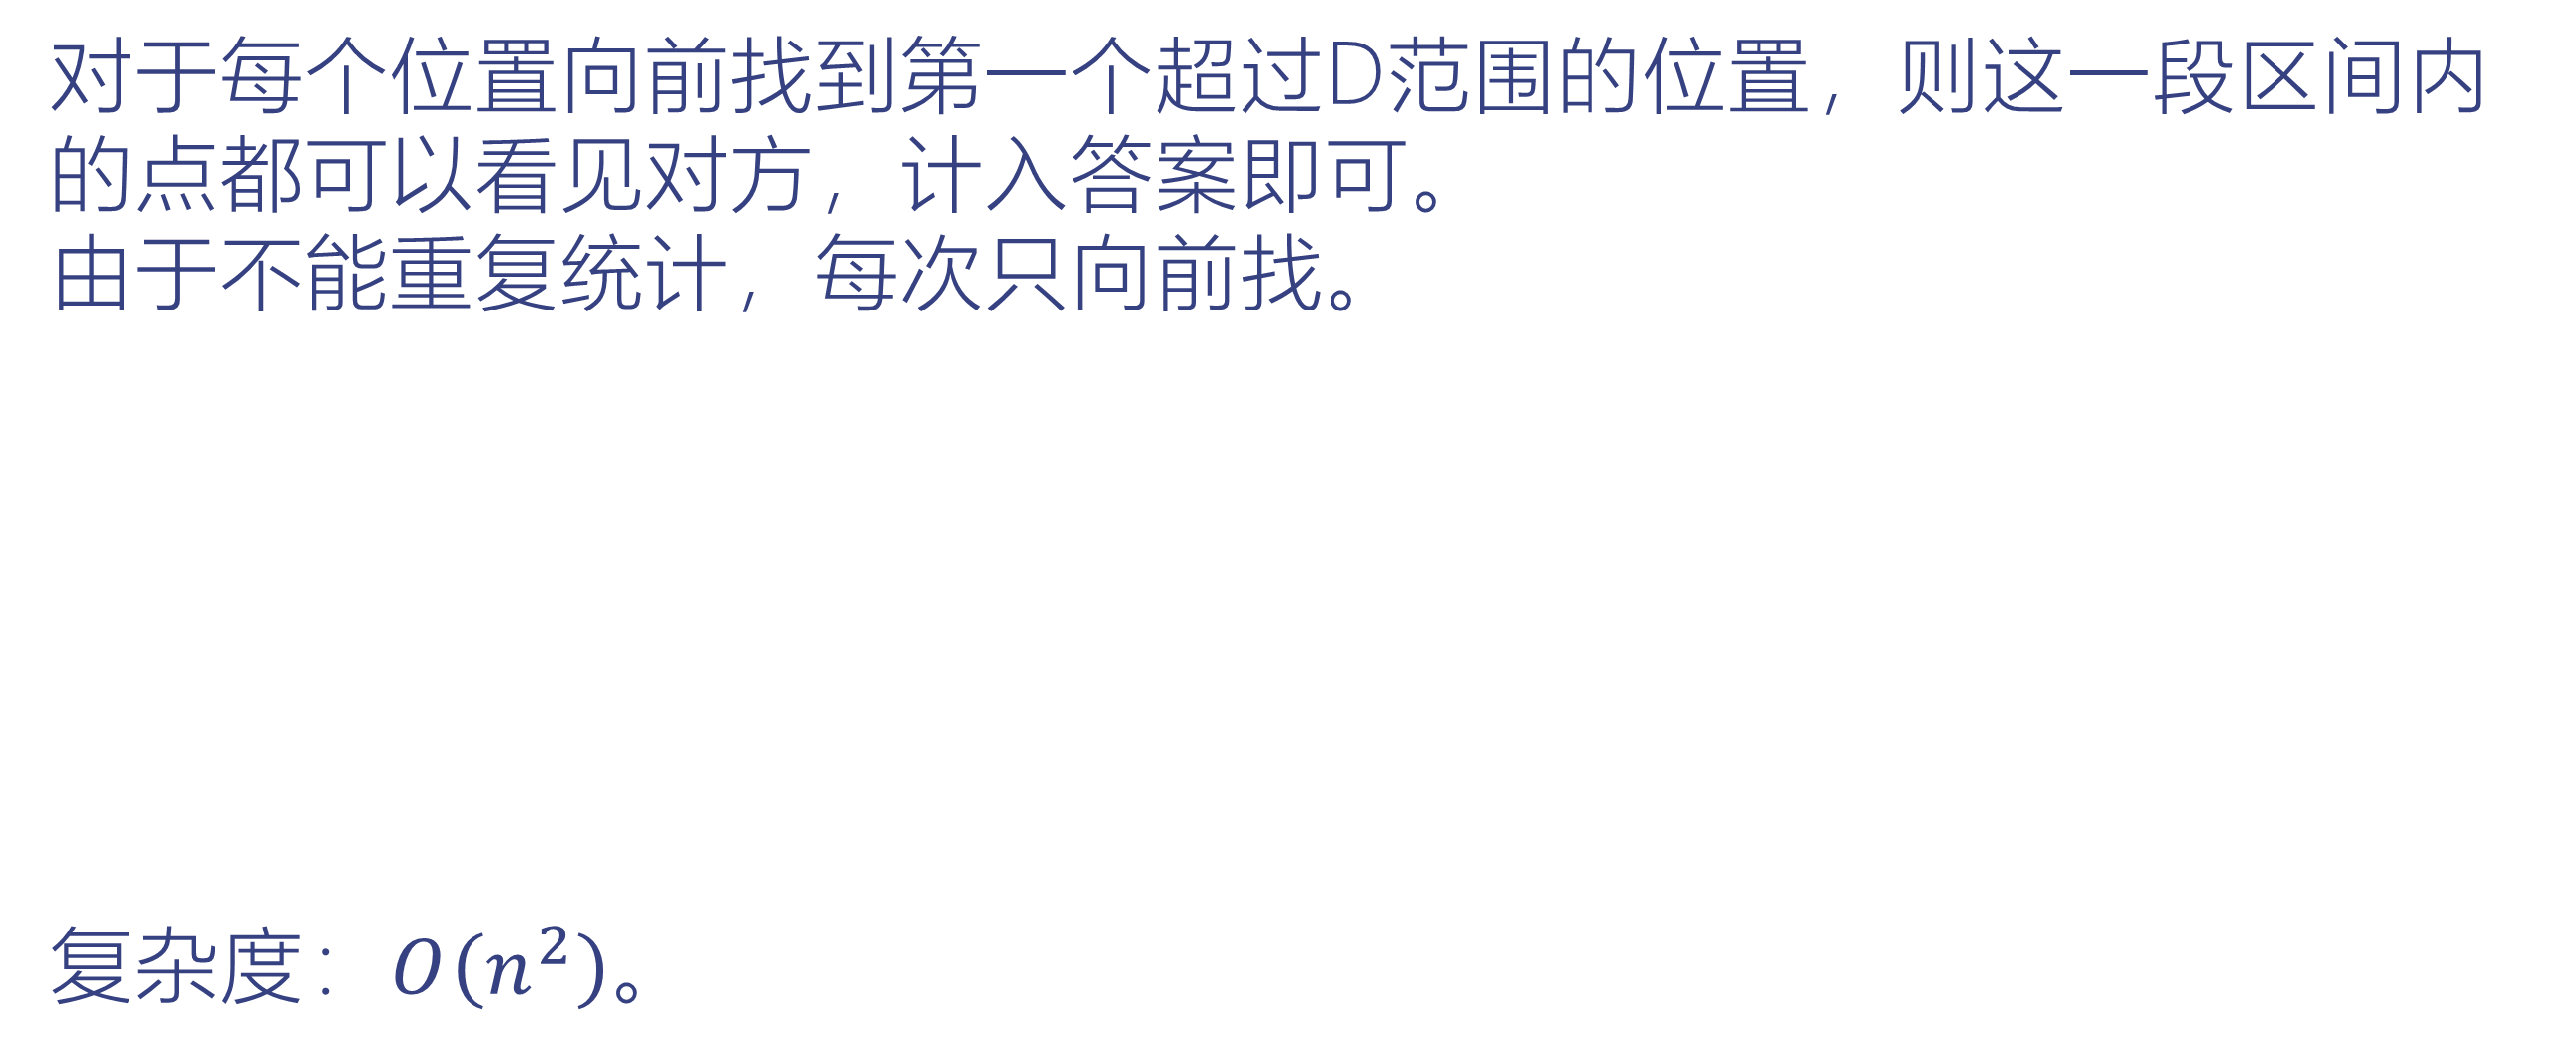 对于每个位置向前找到第一个超过D范围的位置，则这一段区间内
的点都可以看见对方，计入答案即可。
由于不能重复统计，每次只向前找。
复杂度：O(n²)。